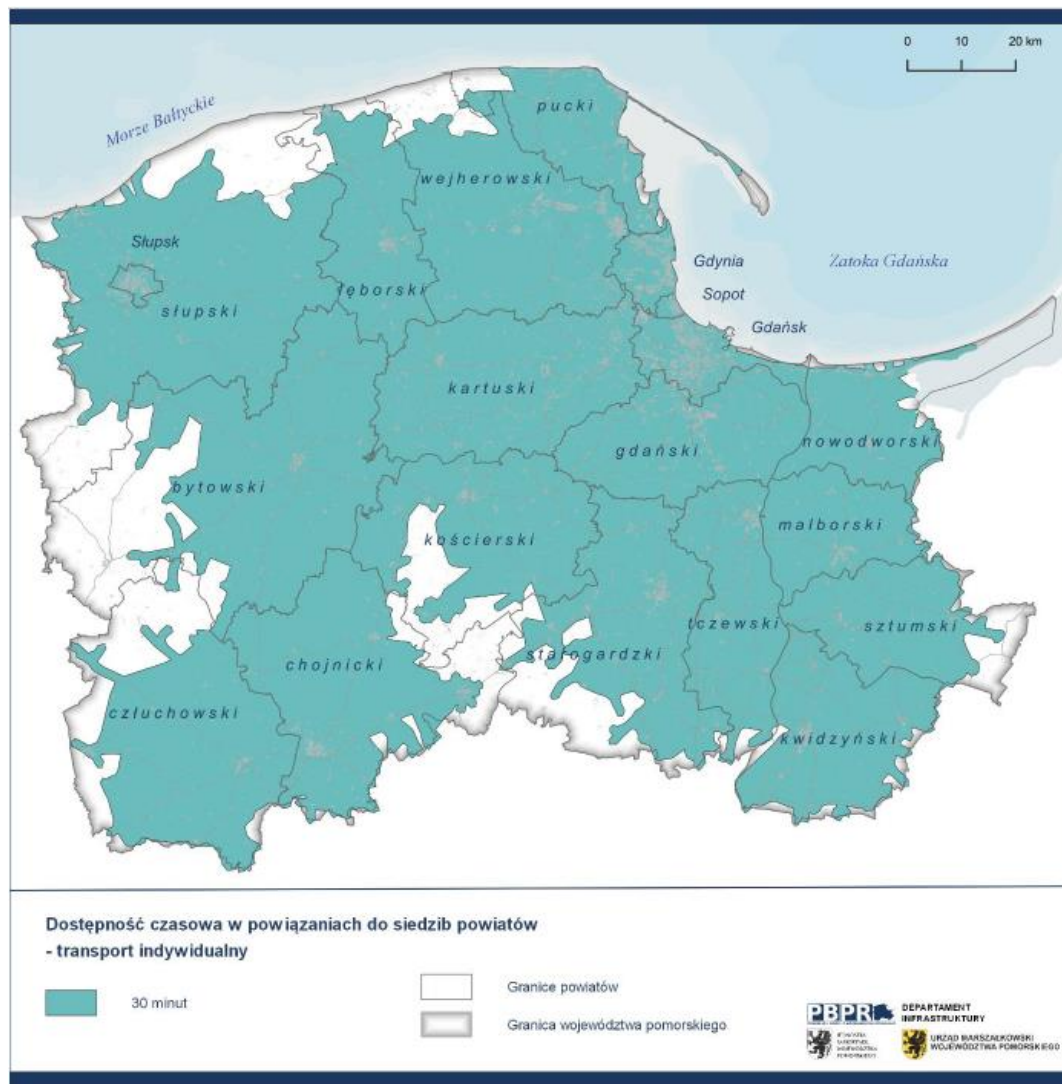 0 10 20 km
Morze Bałtyckie
pucki
wejherowski
Słupsk
Gdynia
Zatoka Gdańska
lęborski
Sopot
słupski
Gdańsk
kartuski
nowodworski
gdański
bytowski
malborski
kościerski
tczewski
sztumski
starogardzki
chojnicki
człuchowski
kwidzyński
Dostępność czasowa w powiązaniach do siedzib powiatów
- transport indywidualny
30 minut
Granice powiatów
Granica województwa pomorskiego
PBPR
DEPARTAMENT
INFRASTRUKTURY
URZĄD MARSZAŁKOWSKI
WOJEWÓDZTWA POMORSKIEGO